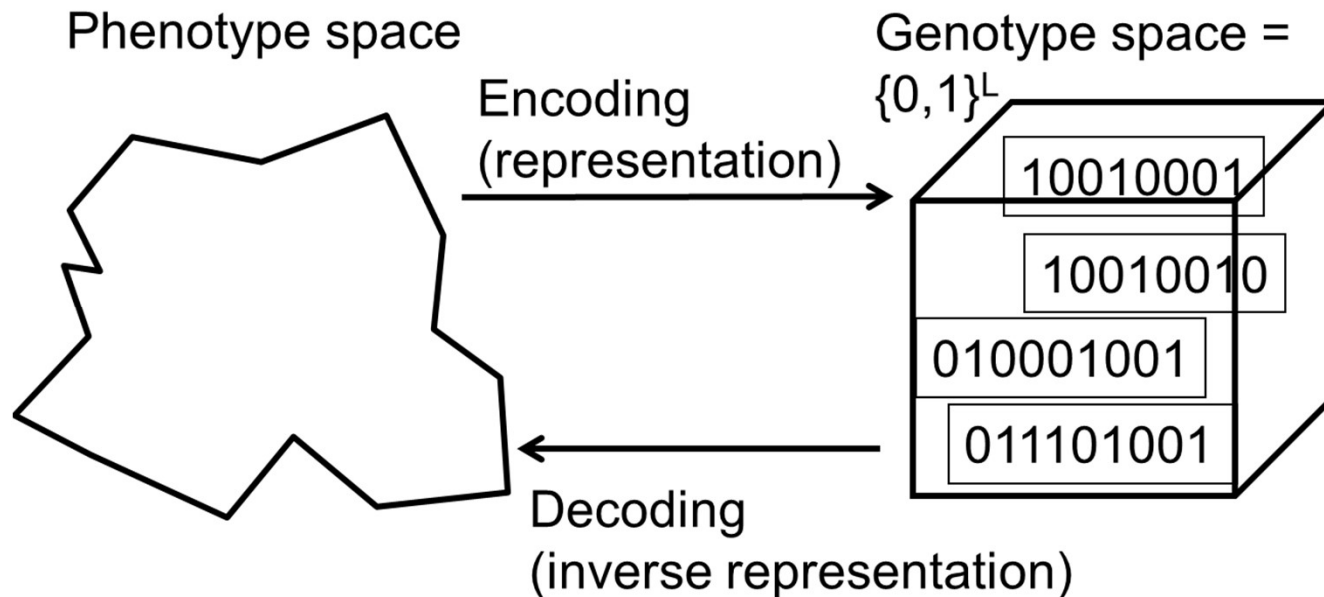 Phenotype space
Genotype space =
{0,1}ᴸ
Encoding
(representation)
10010001
10010010
010001001
011101001
Decoding
(inverse representation)